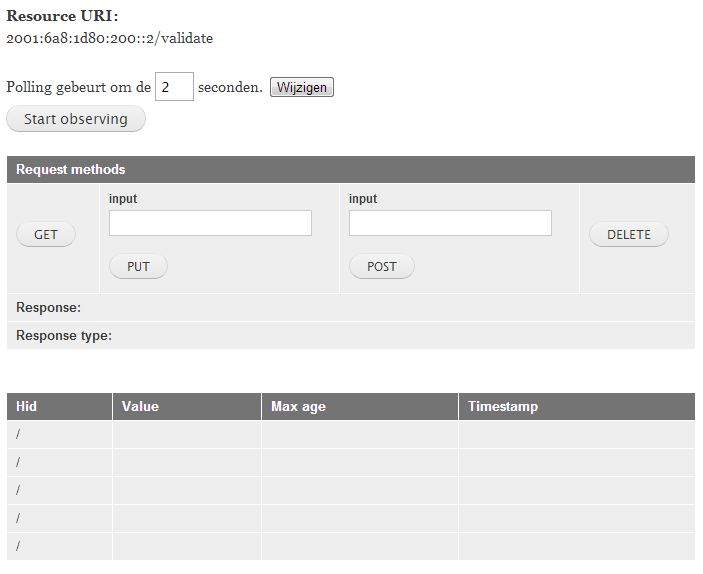 Resource URI:
2001:6a8:1d80:200::2/validate
Polling gebeurt om de 2 seconden. Wijzigen
Start observing
Request methods
input input
GET DELETE
PUT POST
Response:
Response type:
Hid Value Max age Timestamp
/
/
/
/
/